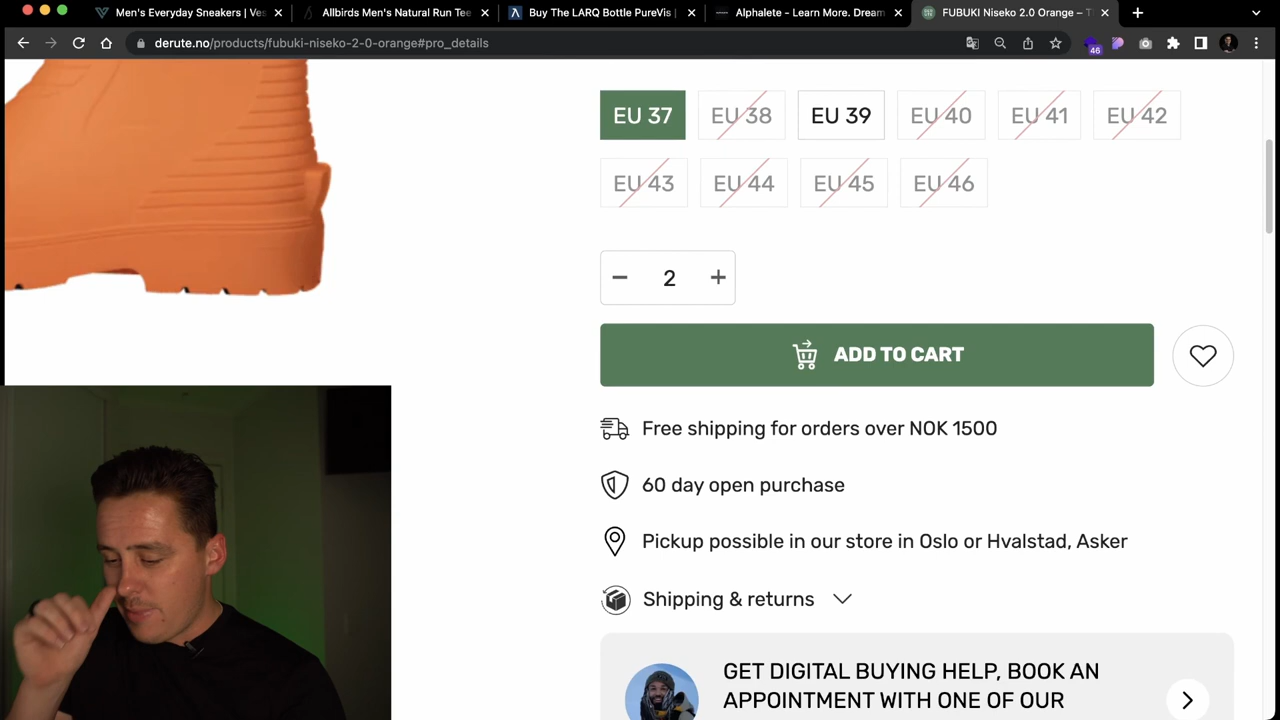 Men's Everyday Sneakers | Ves
Allbirds Men's Natural Run Tee
Buy The LARQ Bottle PureVis |
Alphalete - Learn More. Dream
FUBUKI Niseko 2.0 Orange – T
derute.no/products/fubuki-niseko-2-0-orange#pro_details
46
EU 37 EU 38 EU 39 EU 40 EU 41 EU 42
EU 43 EU 44 EU 45 EU 46
2
ADD TO CART
Free shipping for orders over NOK 1500
60 day open purchase
Pickup possible in our store in Oslo or Hvalstad, Asker
Shipping & returns
GET DIGITAL BUYING HELP, BOOK AN
APPOINTMENT WITH ONE OF OUR